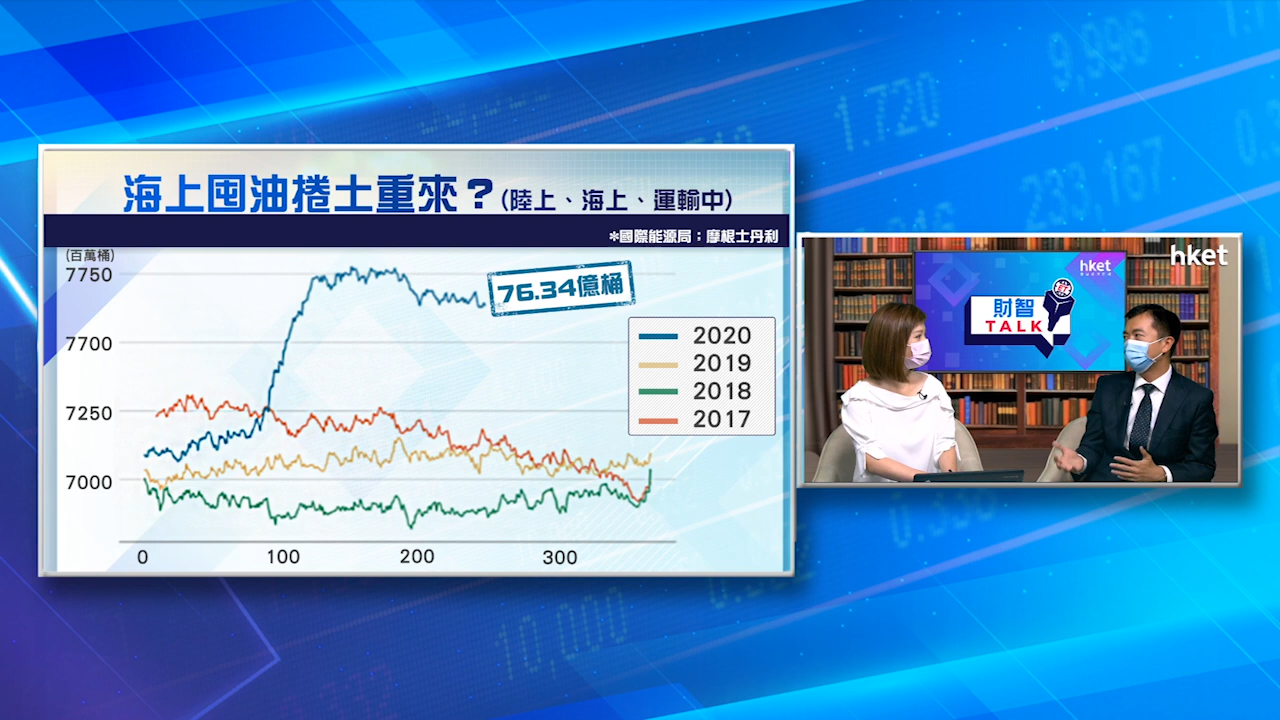 海上囤油捲土重來？(陸上、海上、運輸中)
*國際能源局；摩根士丹利
(百萬桶)
7750
7700
7250
7000
0 100 200 300
76.34億桶
2020
2019
2018
2017
hket
hket
財智
TALK
9,996
1.720
233,167
10,000